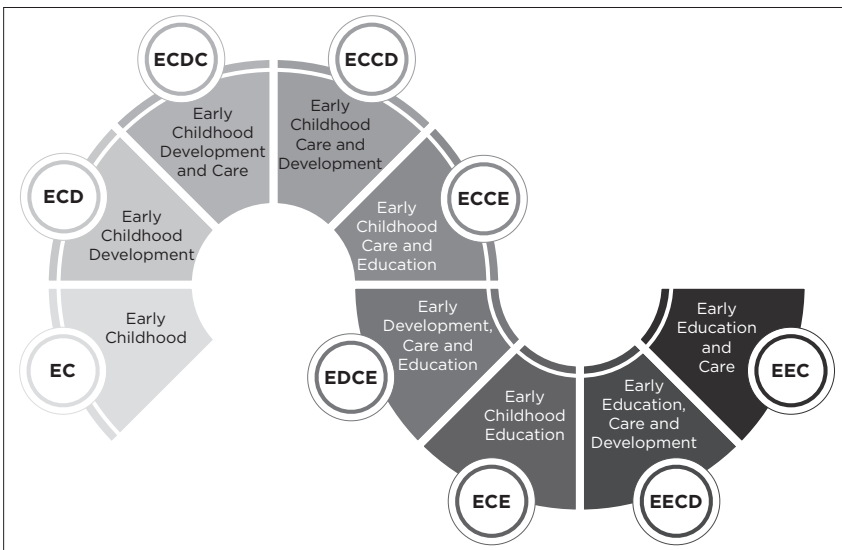 EC
Early
Childhood
ECD
Early
Childhood
Development
ECDC
Early
Childhood
Development
and Care
ECCD
Early
Childhood
Care and
Development
ECCE
Early
Childhood
Care and
Education
EDCE
Early
Development,
Care and
Education
ECE
Early
Childhood
Education
EECD
Early
Education,
Care and
Development
EEC
Early
Education
and
Care